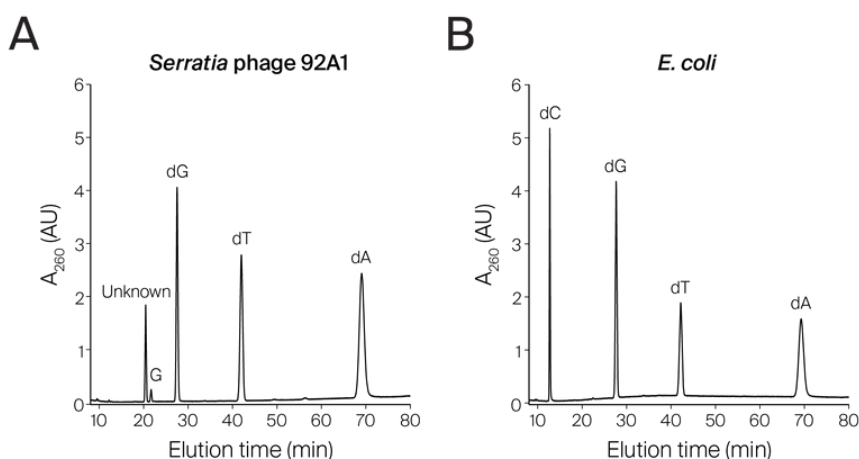 A
Serratia phage 92A1
6
5
4
3
2
1
0
A260 (AU)
Unknown
G
dG
dT
dA
10 20 30 40 50 60 70 80
Elution time (min)
B
E. coli
6
5
4
3
2
1
0
A260 (AU)
dC
dG
dT
dA
10 20 30 40 50 60 70 80
Elution time (min)